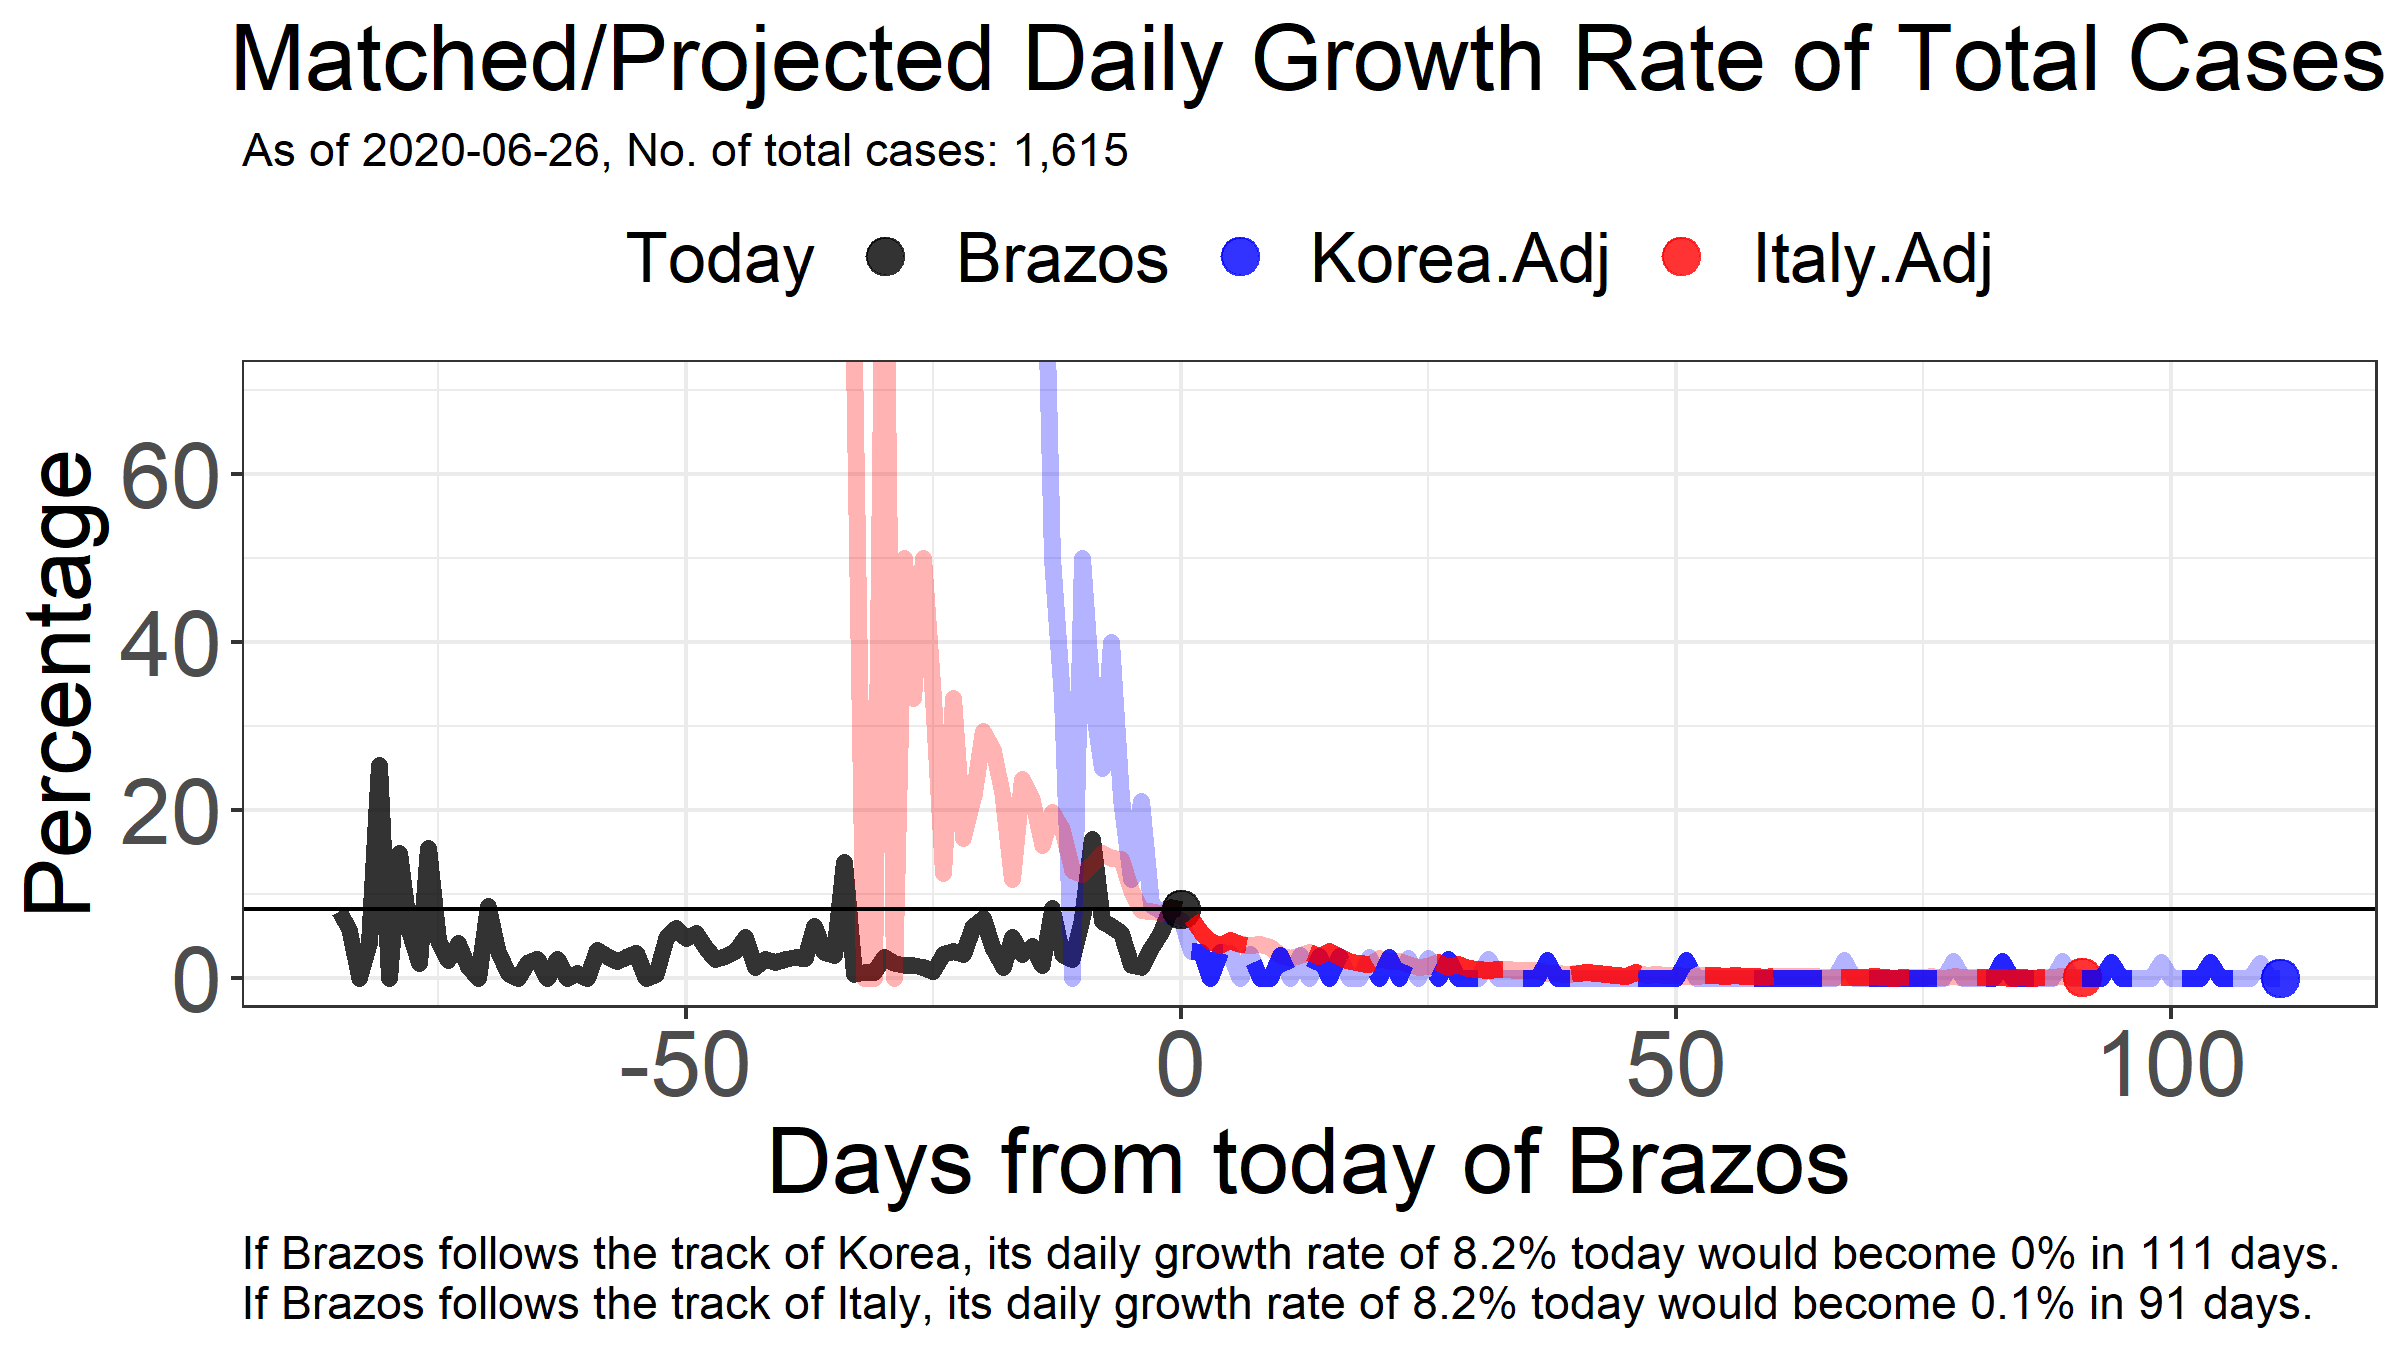 Matched/Projected Daily Growth Rate of Total Cases
As of 2020-06-26, No. of total cases: 1,615
Today Brazos Korea.Adj Italy.Adj
Percentage
60
40
20
0
-50 0 50 100
Days from today of Brazos
If Brazos follows the track of Korea, its daily growth rate of 8.2% today would become 0% in 111 days.
If Brazos follows the track of Italy, its daily growth rate of 8.2% today would become 0.1% in 91 days.